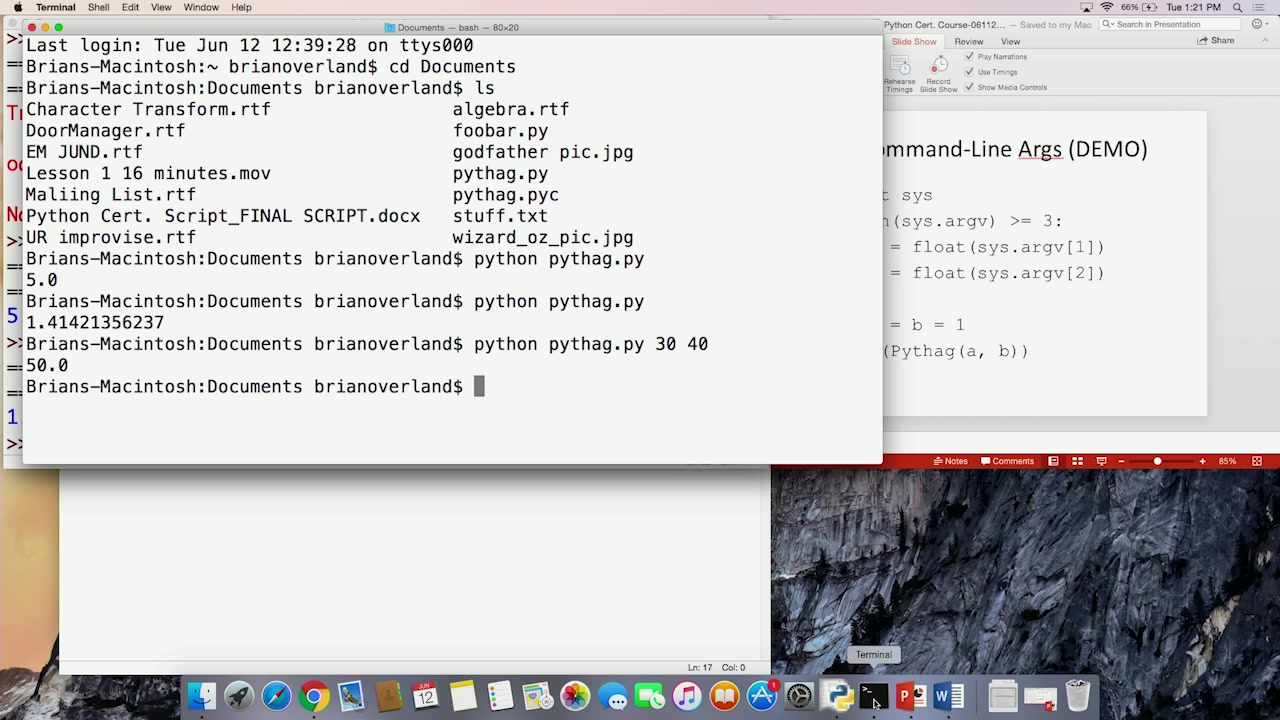 Terminal Shell Edit View Window Help
66% Tue 1:21 PM
Documents — bash — 80×20
Last login: Tue Jun 12 12:39:28 on ttys000
Brians-Macintosh:~ brianoverland$ cd Documents
Brians-Macintosh:Documents brianoverland$ ls
Character Transform.rtf algebra.rtf
DoorManager.rtf foobar.py
EM JUND.rtf godfather pic.jpg
Lesson 1 16 minutes.mov pythag.py
Maliing List.rtf pythag.pyc
Python Cert. Script_FINAL SCRIPT.docx stuff.txt
UR improvise.rtf wizard_oz_pic.jpg
Brians-Macintosh:Documents brianoverland$ python pythag.py
5.0
Brians-Macintosh:Documents brianoverland$ python pythag.py
1.41421356237
Brians-Macintosh:Documents brianoverland$ python pythag.py 30 40
50.0
Brians-Macintosh:Documents brianoverland$
>>
==
==
5
>>
==
==
1
>>
Python Cert. Course-06112... — Saved to my Mac
Search in Presentation
Slide Show Review View
Share
Rehearse Timings
Record Slide Show
Play Narrations
Use Timings
Show Media Controls
ommand-Line Args (DEMO)
t sys
n(sys.argv) >= 3:
= float(sys.argv[1])
= float(sys.argv[2])
= b = 1
(Pythag(a, b))
Notes Comments 85%
Ln: 17 Col: 0
Terminal
JUN
12
1